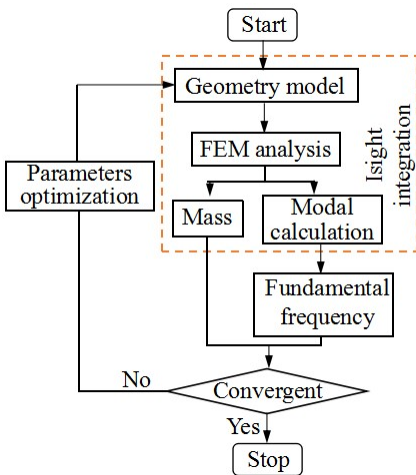 Start
Geometry model
FEM analysis
Isight
integration
Parameters
optimization
Mass
Modal
calculation
Fundamental
frequency
No
Convergent
Yes
Stop